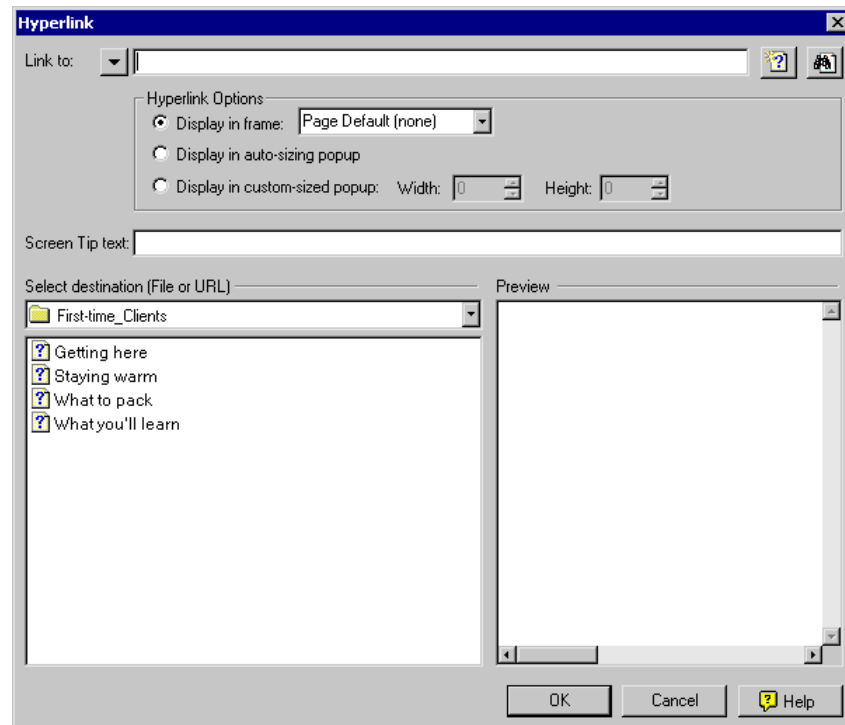 Hyperlink
Link to:
Hyperlink Options
Display in frame: Page Default (none)
Display in auto-sizing popup
Display in custom-sized popup: Width: 0 Height: 0
Screen Tip text:
Select destination (File or URL) Preview
First-time_Clients
Getting here
Staying warm
What to pack
What you'll learn
OK Cancel Help